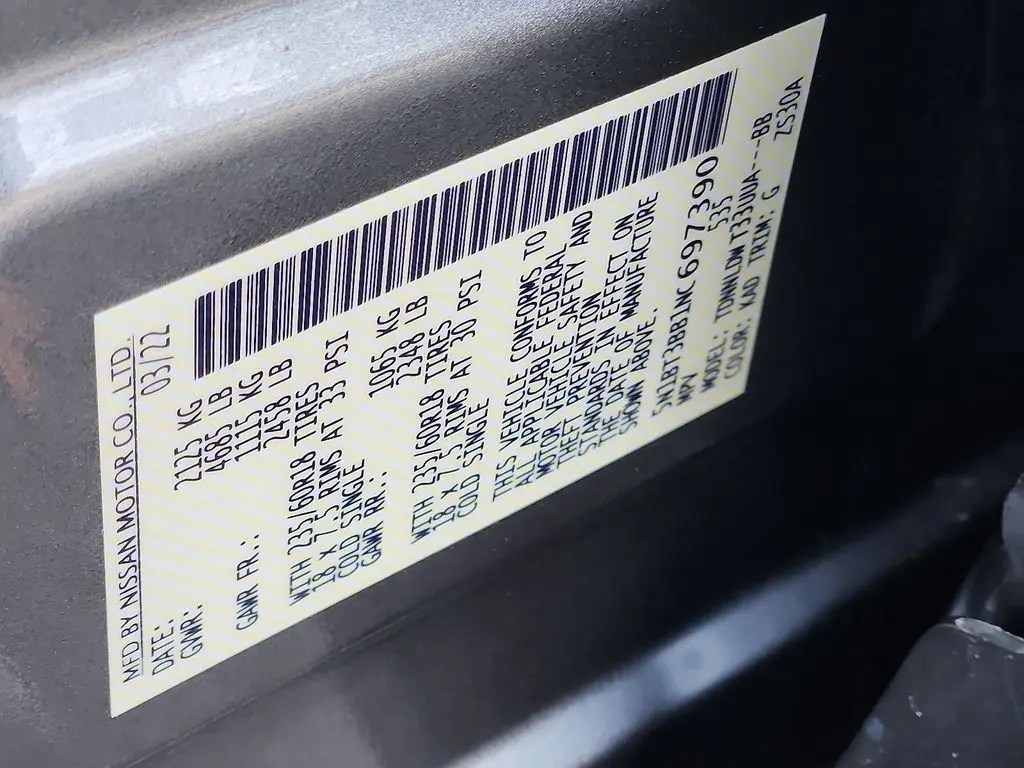 MFD BY NISSAN MOTOR CO., LTD.
DATE: 03/22
GVWR: 2125 KG
4685 LB
GAWR FR.: 1115 KG
2458 LB
WITH 235/60R18 TIRES
18 X 7.5 RIMS AT 33 PSI
COLD SINGLE
GAWR RR.: 1065 KG
2348 LB
WITH 235/60R18 TIRES
18 X 7.5 RIMS AT 30 PSI
COLD SINGLE
THIS VEHICLE CONFORMS TO
ALL APPLICABLE FEDERAL
MOTOR VEHICLE SAFETY AND
THEFT PREVENTION
STANDARDS IN EFFECT ON
THE DATE OF MANUFACTURE
SHOWN ABOVE.
5N1BT3BB1NC697390
MPV 535
MODEL: TDNNLDWT33UUA---BB
COLOR: KAD TRIM: G ZS30A